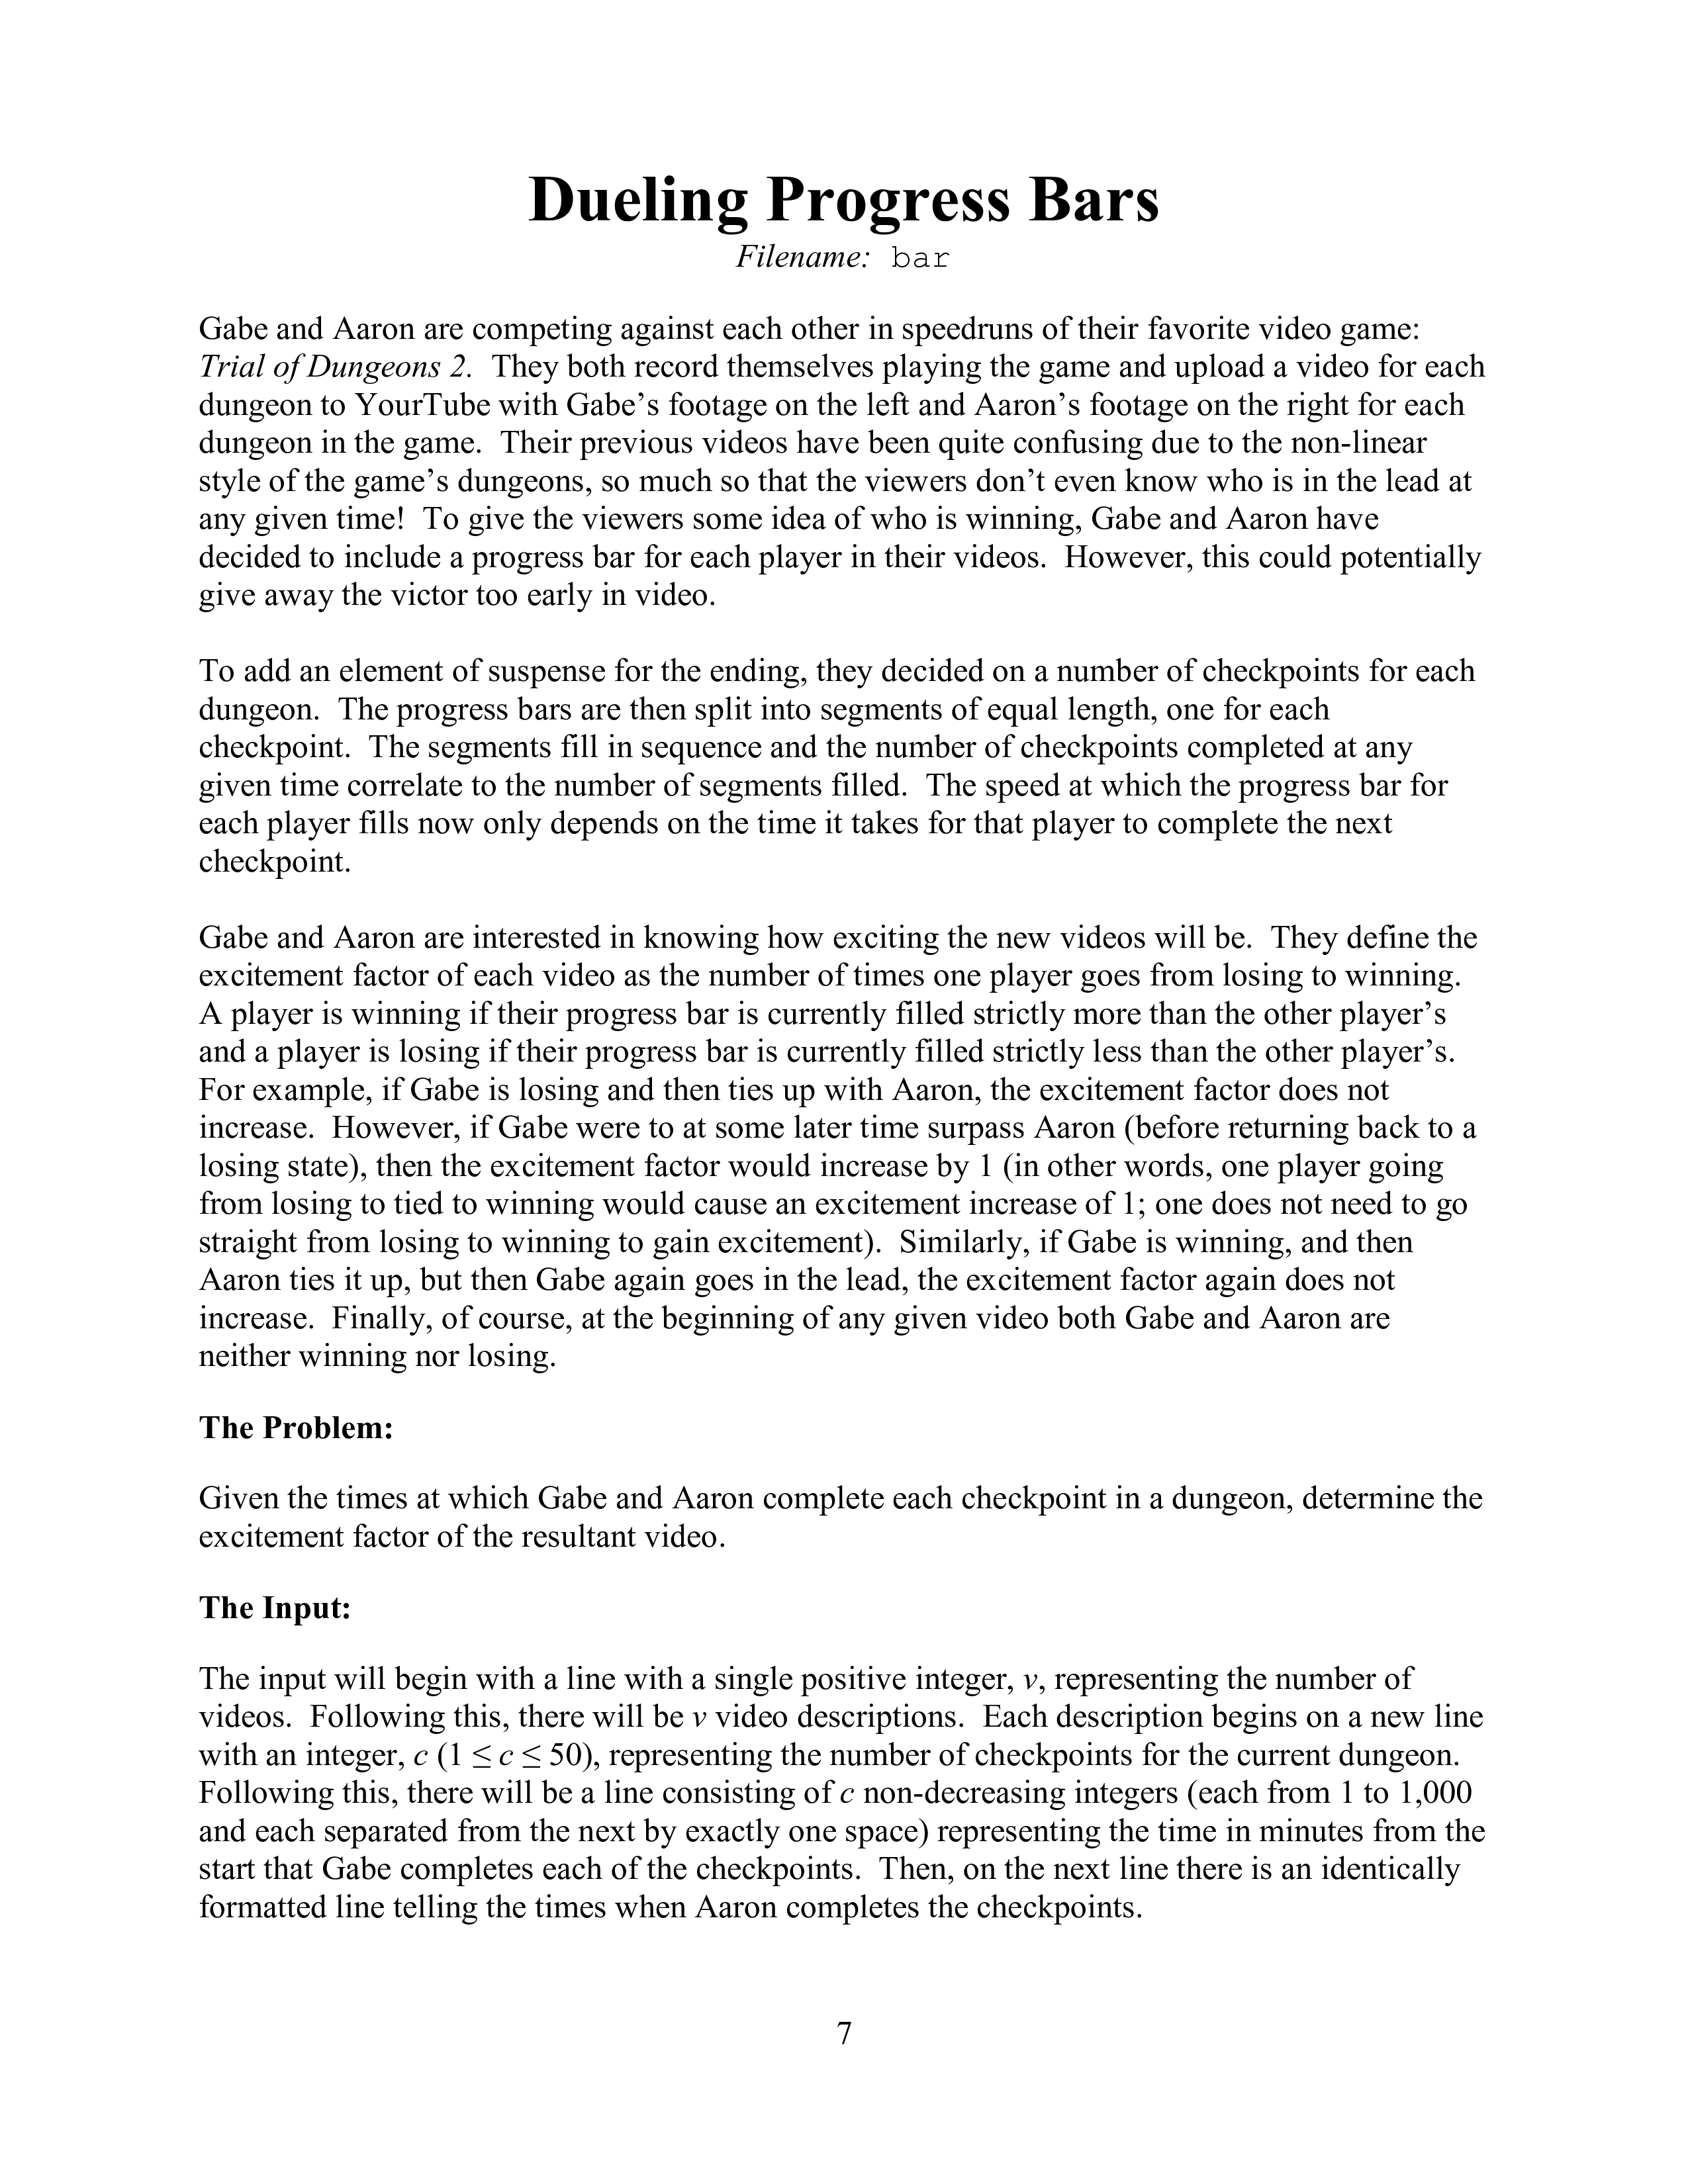 Dueling Progress Bars
Filename: bar
Gabe and Aaron are competing against each other in speedruns of their favorite video game:
Trial of Dungeons 2. They both record themselves playing the game and upload a video for each
dungeon to YourTube with Gabe’s footage on the left and Aaron’s footage on the right for each
dungeon in the game. Their previous videos have been quite confusing due to the non-linear
style of the game’s dungeons, so much so that the viewers don’t even know who is in the lead at
any given time! To give the viewers some idea of who is winning, Gabe and Aaron have
decided to include a progress bar for each player in their videos. However, this could potentially
give away the victor too early in video.
To add an element of suspense for the ending, they decided on a number of checkpoints for each
dungeon. The progress bars are then split into segments of equal length, one for each
checkpoint. The segments fill in sequence and the number of checkpoints completed at any
given time correlate to the number of segments filled. The speed at which the progress bar for
each player fills now only depends on the time it takes for that player to complete the next
checkpoint.
Gabe and Aaron are interested in knowing how exciting the new videos will be. They define the
excitement factor of each video as the number of times one player goes from losing to winning.
A player is winning if their progress bar is currently filled strictly more than the other player’s
and a player is losing if their progress bar is currently filled strictly less than the other player’s.
For example, if Gabe is losing and then ties up with Aaron, the excitement factor does not
increase. However, if Gabe were to at some later time surpass Aaron (before returning back to a
losing state), then the excitement factor would increase by 1 (in other words, one player going
from losing to tied to winning would cause an excitement increase of 1; one does not need to go
straight from losing to winning to gain excitement). Similarly, if Gabe is winning, and then
Aaron ties it up, but then Gabe again goes in the lead, the excitement factor again does not
increase. Finally, of course, at the beginning of any given video both Gabe and Aaron are
neither winning nor losing.
The Problem:
Given the times at which Gabe and Aaron complete each checkpoint in a dungeon, determine the
excitement factor of the resultant video.
The Input:
The input will begin with a line with a single positive integer, v, representing the number of
videos. Following this, there will be v video descriptions. Each description begins on a new line
with an integer, c (1 ≤ c ≤ 50), representing the number of checkpoints for the current dungeon.
Following this, there will be a line consisting of c non-decreasing integers (each from 1 to 1,000
and each separated from the next by exactly one space) representing the time in minutes from the
start that Gabe completes each of the checkpoints. Then, on the next line there is an identically
formatted line telling the times when Aaron completes the checkpoints.
7